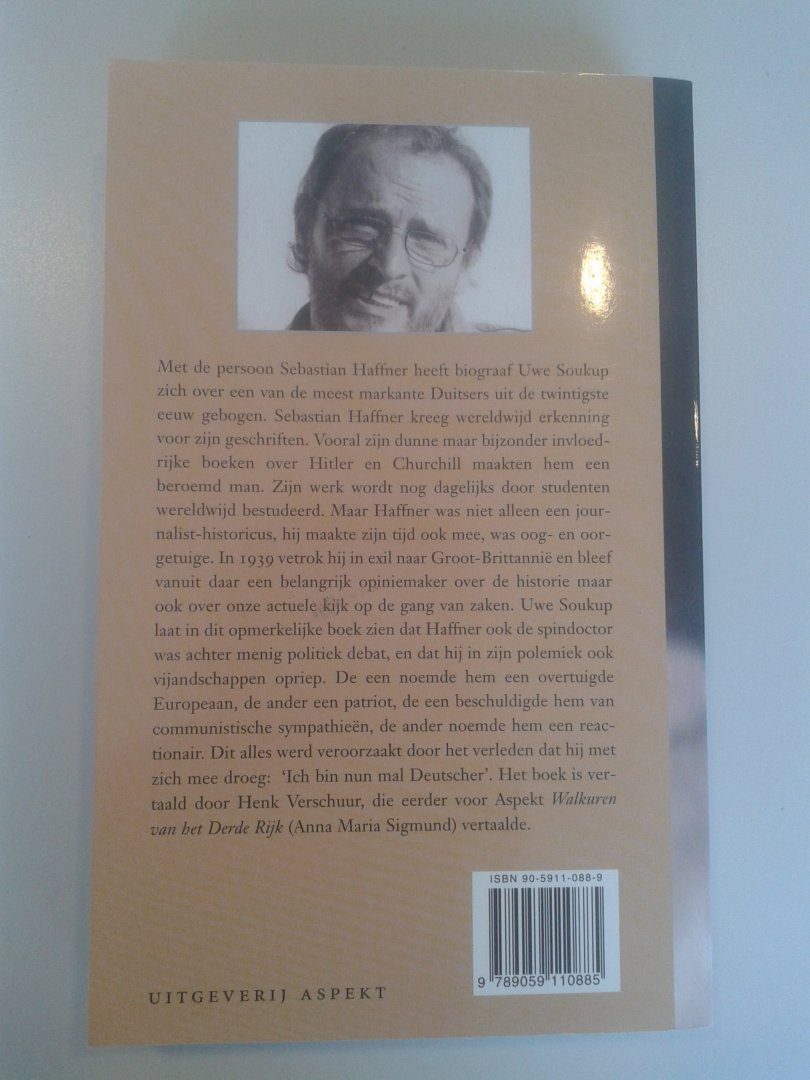 Met de persoon Sebastian Haffner heeft biograaf Uwe Soukup
zich over een van de meest markante Duitsers uit de twintigste
eeuw gebogen. Sebastian Haffner kreeg wereldwijd erkenning
voor zijn geschriften. Vooral zijn dunne maar bijzonder invloed-
rijke boeken over Hitler en Churchill maakten hem een
beroemd man. Zijn werk wordt nog dagelijks door studenten
wereldwijd bestudeerd. Maar Haffner was niet alleen een jour-
nalist-historicus, hij maakte zijn tijd ook mee, was oog- en oor-
getuige. In 1939 vetrok hij in exil naar Groot-Brittannië en bleef
vanuit daar een belangrijk opiniemaker over de historie maar
ook over onze actuele kijk op de gang van zaken. Uwe Soukup
laat in dit opmerkelijke boek zien dat Haffner ook de spindoctor
was achter menig politiek debat, en dat hij in zijn polemiek ook
vijandschappen opriep. De een noemde hem een overtuigde
Europeaan, de ander een patriot, de een beschuldigde hem van
communistische sympathieën, de ander noemde hem een reac-
tionair. Dit alles werd veroorzaakt door het verleden dat hij met
zich mee droeg: ‘Ich bin nun mal Deutscher’. Het boek is ver-
taald door Henk Verschuur, die eerder voor Aspekt Walkuren
van het Derde Rijk (Anna Maria Sigmund) vertaalde.
ISBN 90-5911-088-9
9 789059 110885
UITGEVERIJ ASPEKT